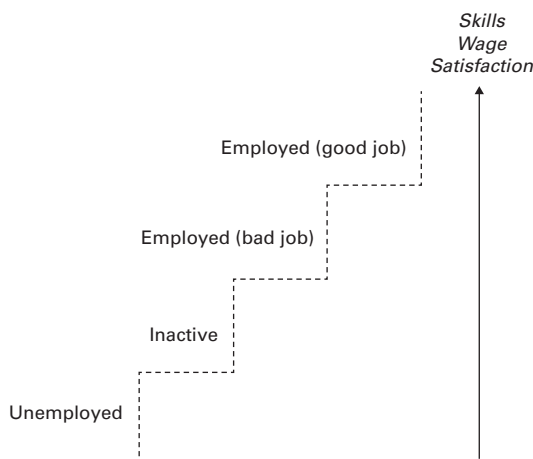 Skills
Wage
Satisfaction
Employed (good job)
Employed (bad job)
Inactive
Unemployed